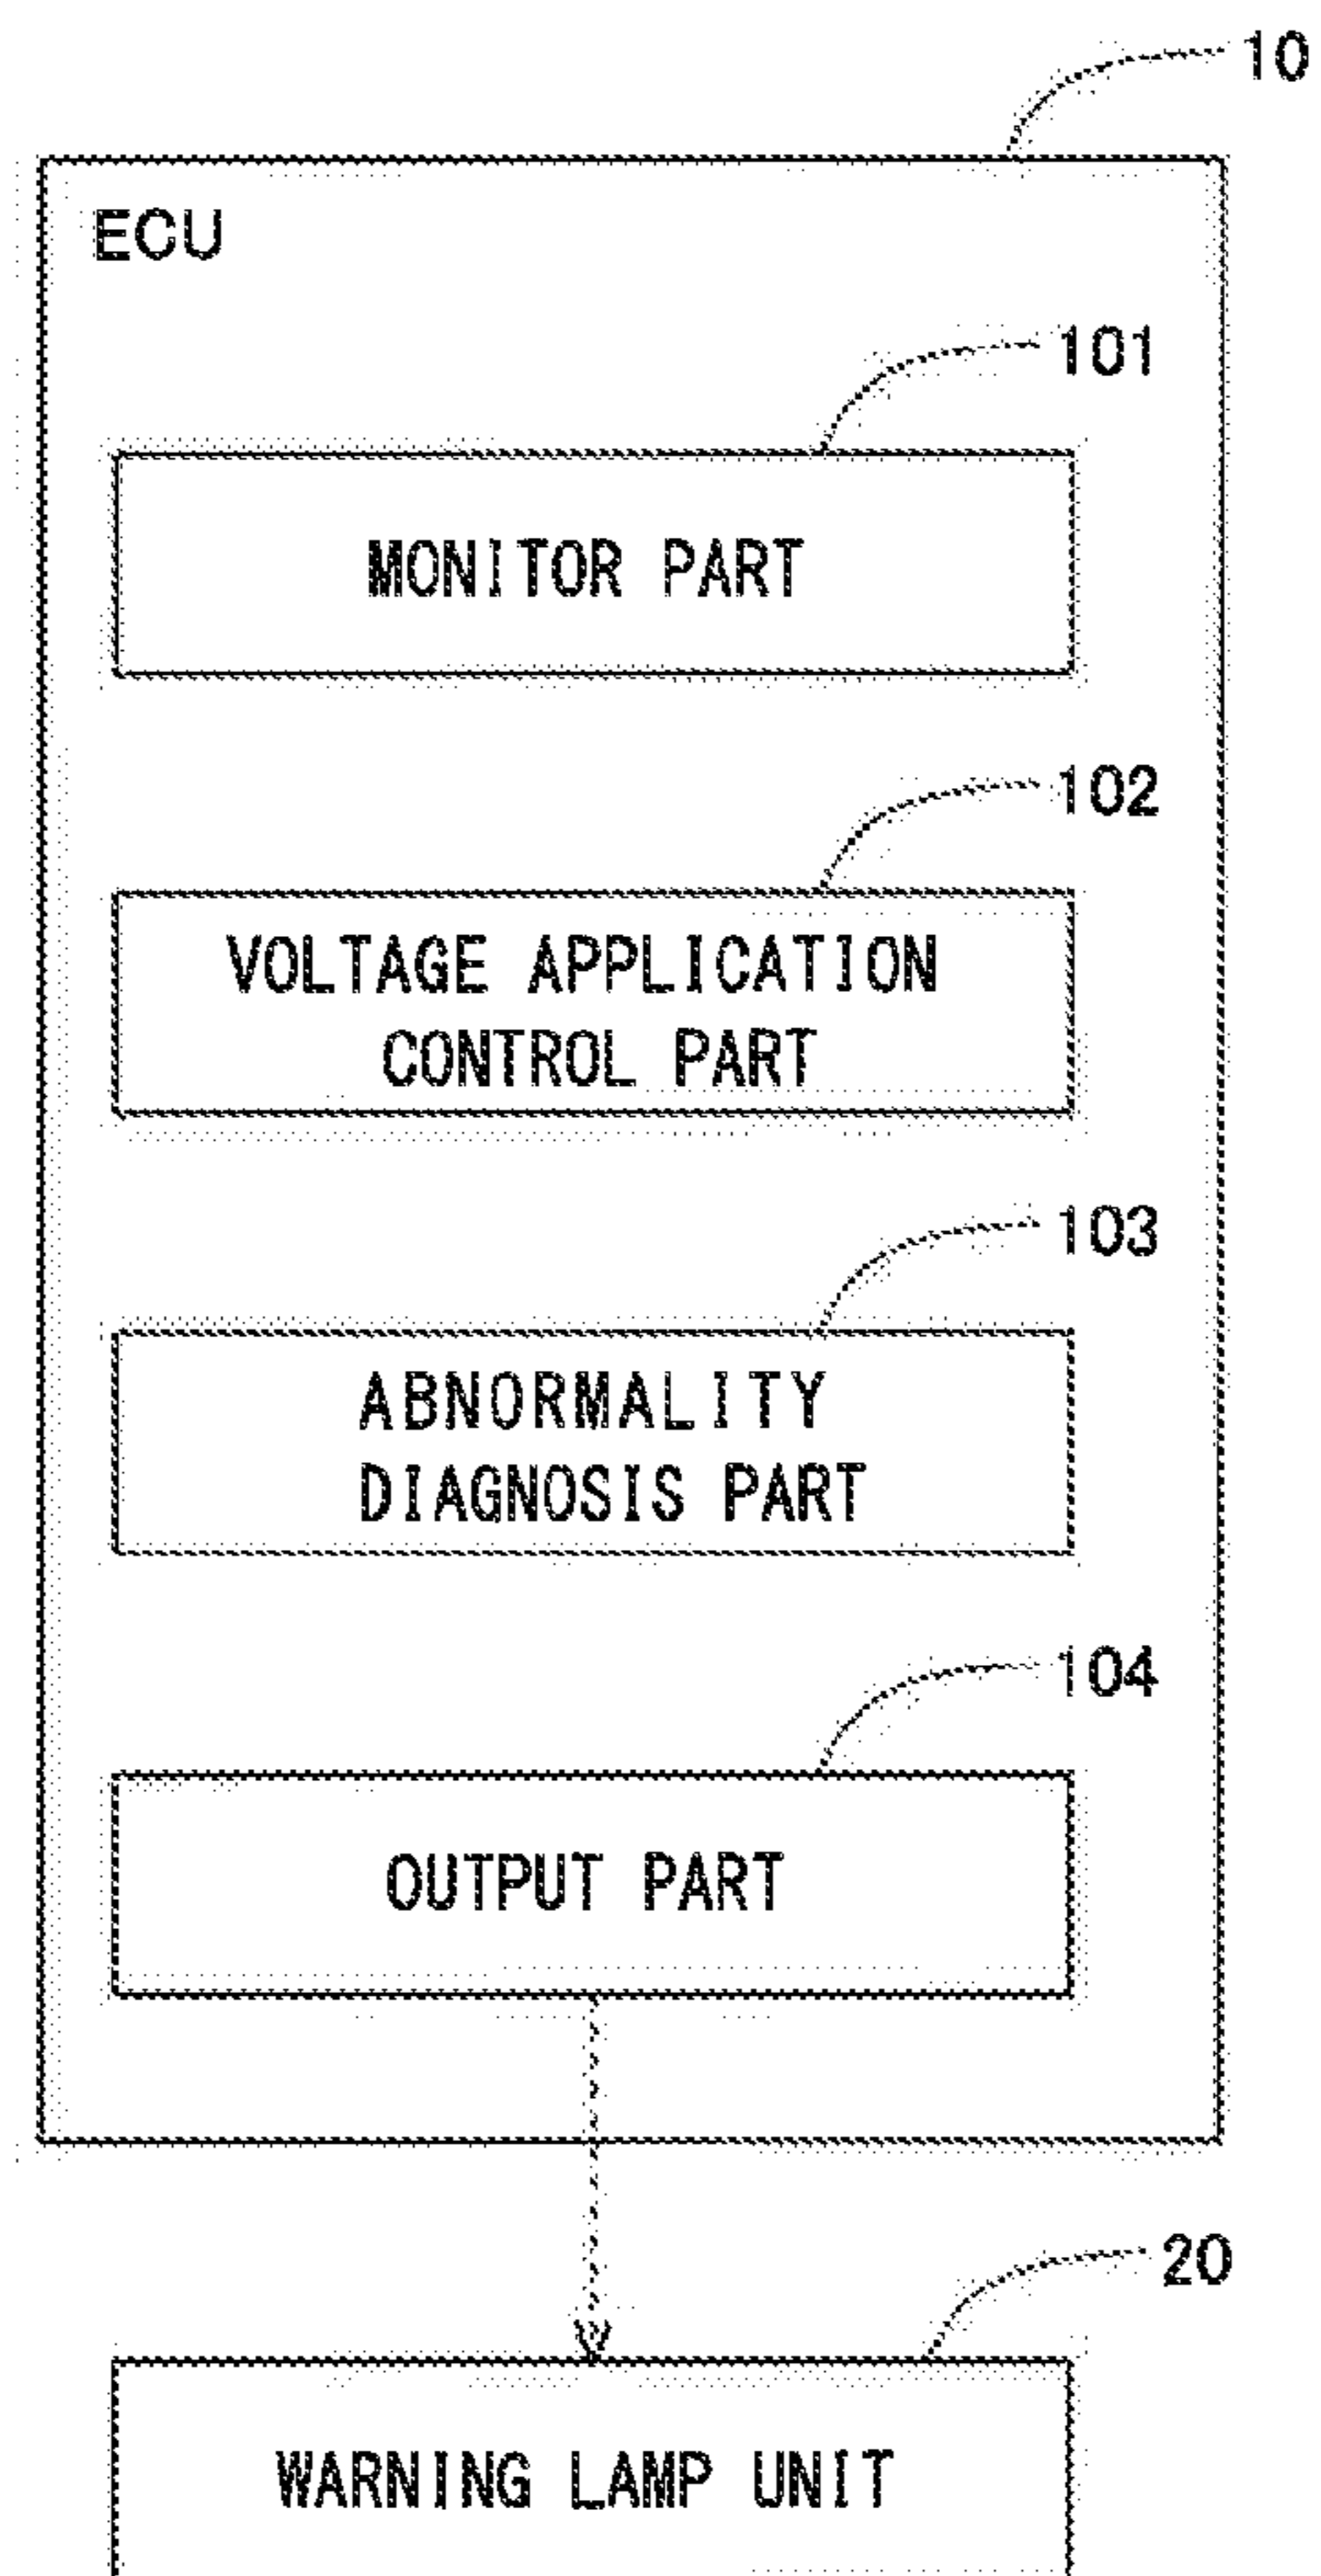 10
ECU
101
MONITOR PART
102
VOLTAGE APPLICATION
CONTROL PART
103
ABNORMALITY
DIAGNOSIS PART
104
OUTPUT PART
20
WARNING LAMP UNIT